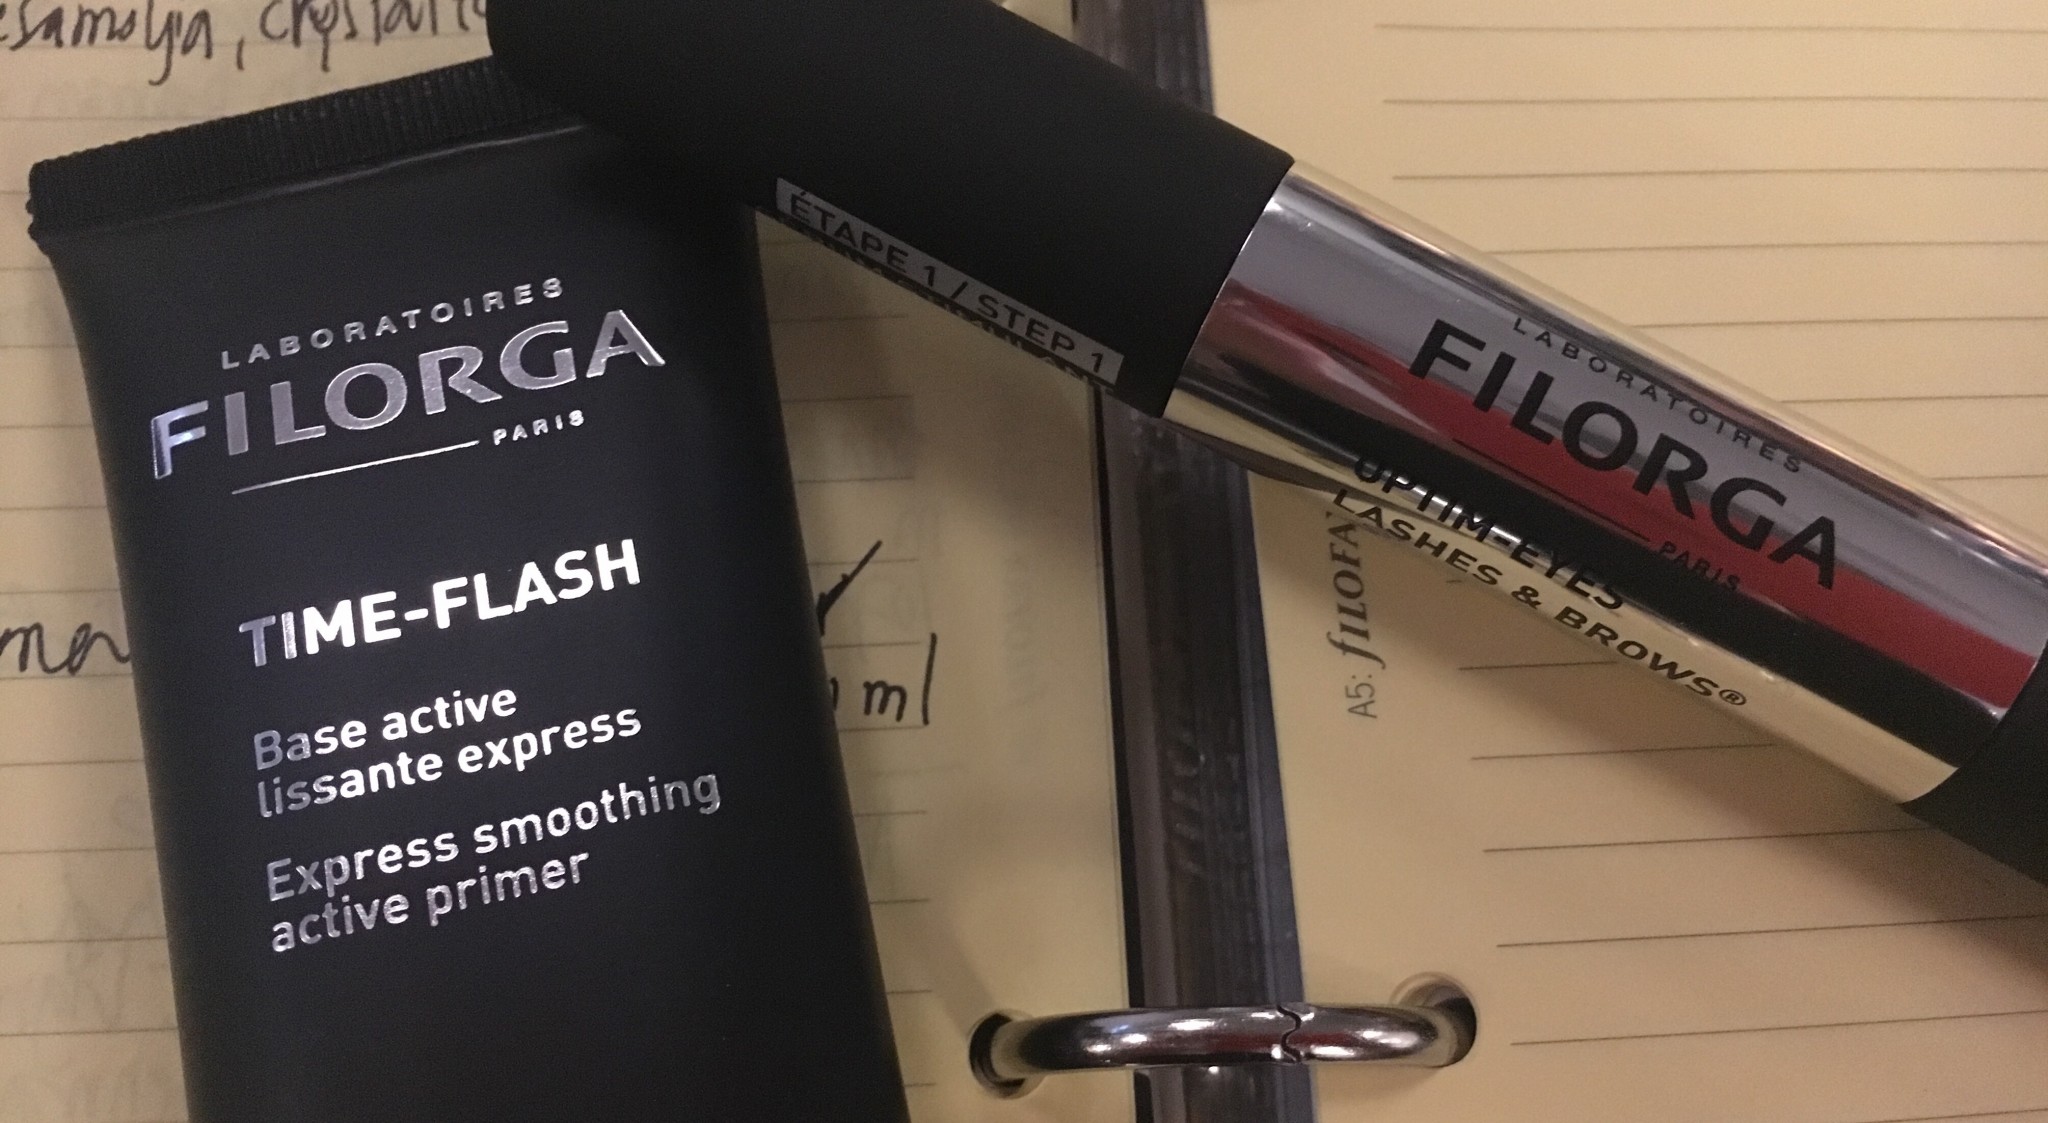 LABORATOIRES
FILORGA
PARIS
TIME-FLASH
Base active
lissante express
Express smoothing
active primer
ÉTAPE 1 / STEP 1
LABORATOIRES
FILORGA
PARIS
OPTIM-EYES
LASHES & BROWS®
A5: fILOFA
ml